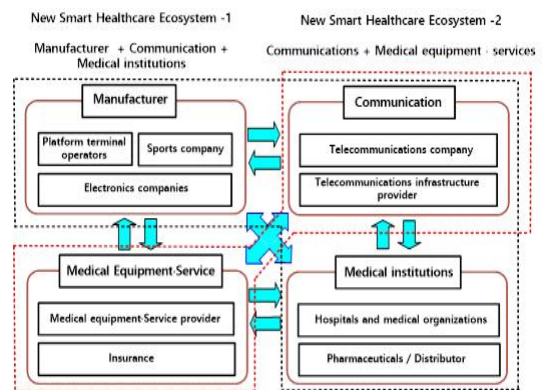 New Smart Healthcare Ecosystem -1
Manufacturer + Communication +
Medical institutions
New Smart Healthcare Ecosystem -2
Communications + Medical equipment · services
Manufacturer
Platform terminal
operators
Sports company
Electronics companies
Communication
Telecommunications company
Telecommunications infrastructure
provider
Medical Equipment·Service
Medical equipment·Service provider
Insurance
Medical institutions
Hospitals and medical organizations
Pharmaceuticals / Distributor